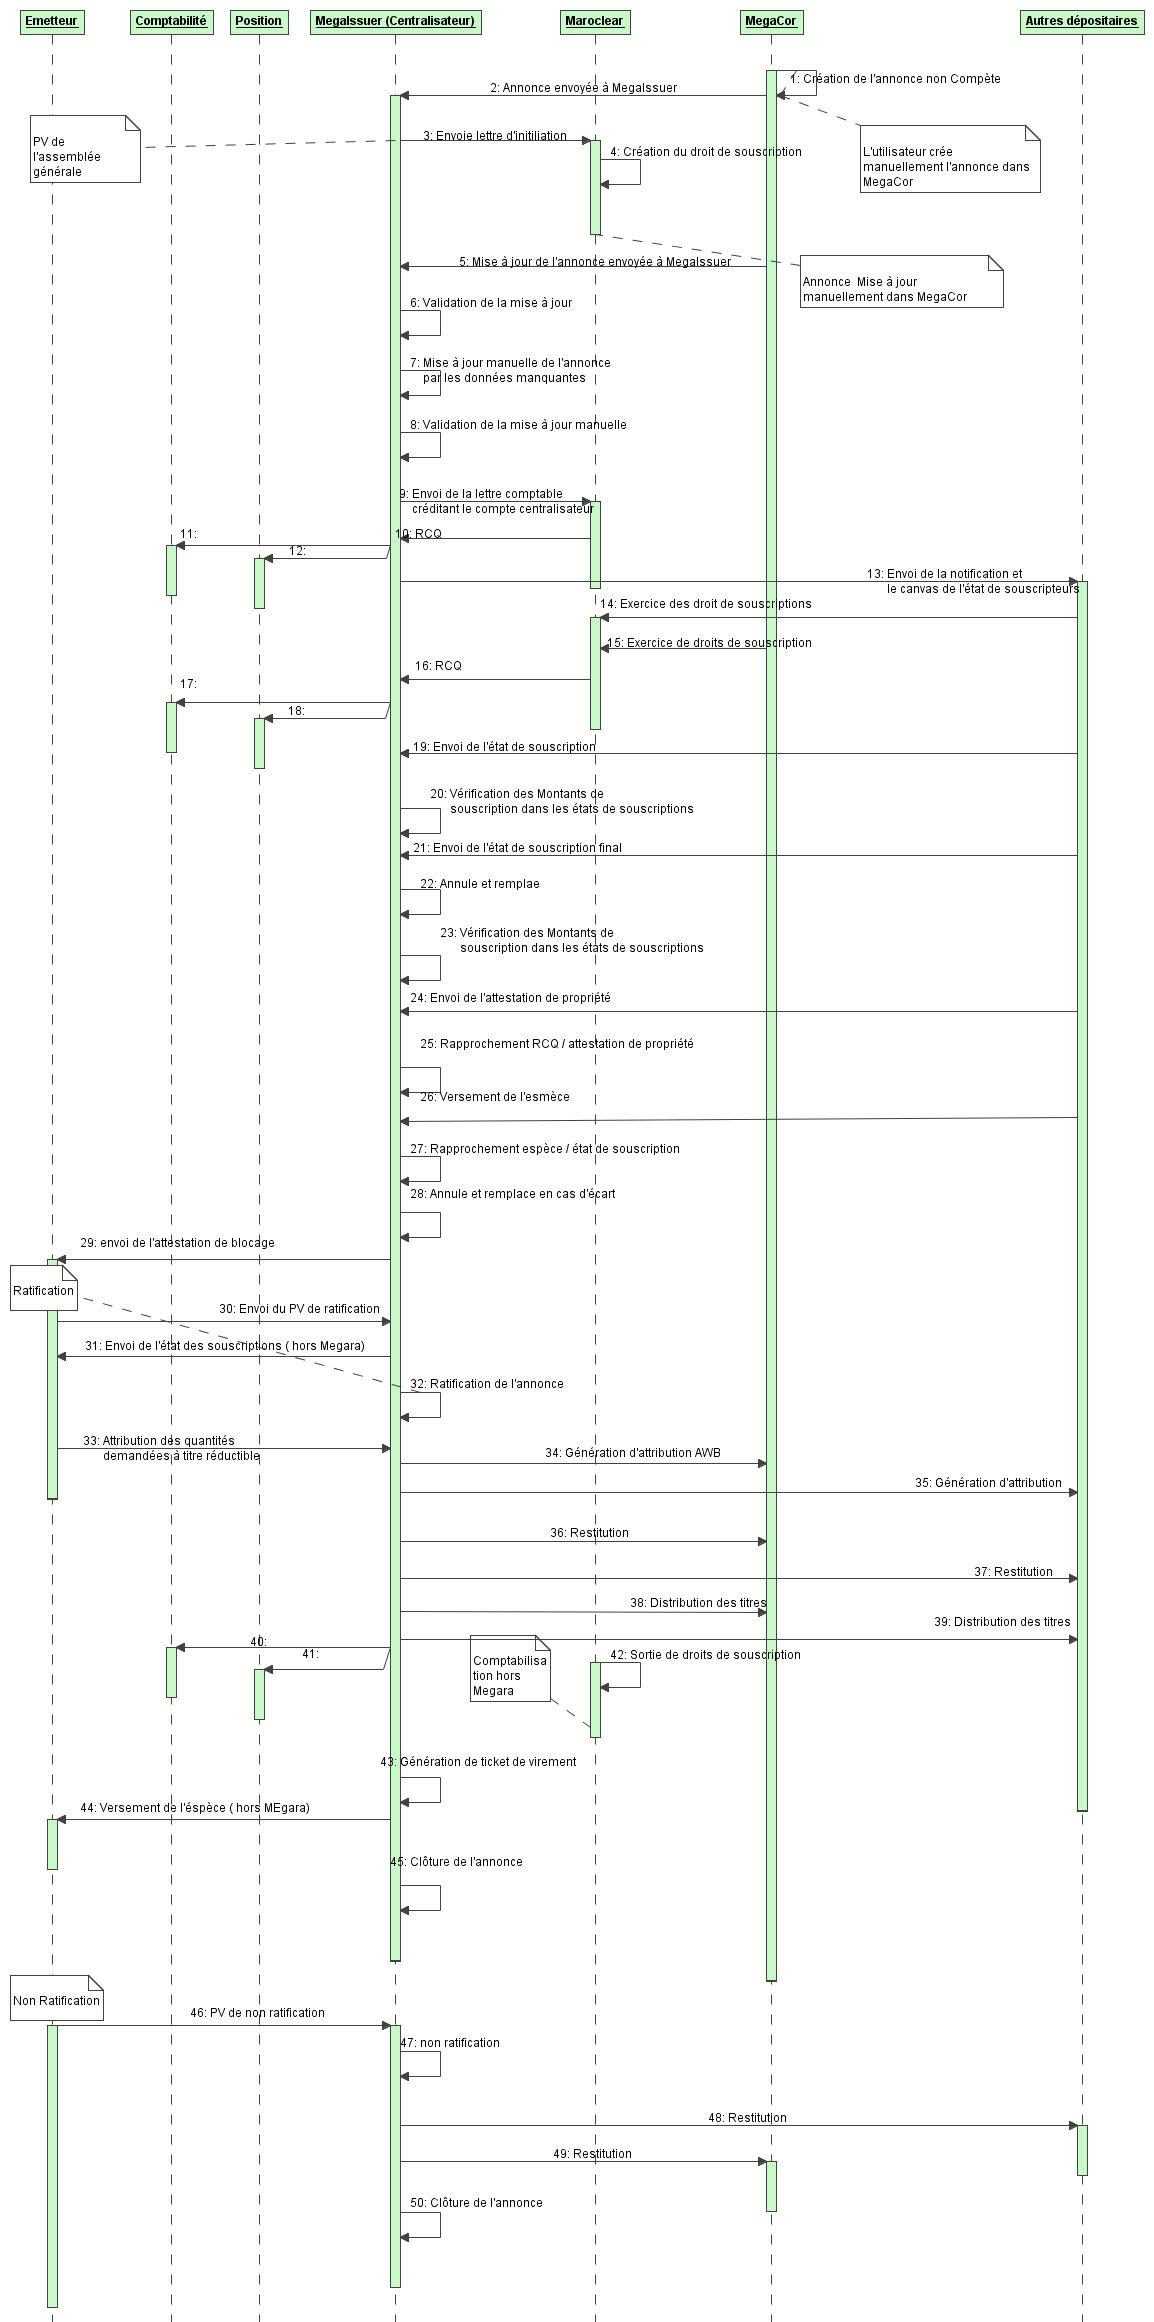 Emetteur
Comptabilité
Position
MegaIssuer (Centralisateur)
Maroclear
MegaCor
Autres dépositaires
1: Création de l'annonce non Compète
2: Annonce envoyée à MegaIssuer
PV de
l'assemblée
générale
3: Envoie lettre d'initiliation
4: Création du droit de souscription
L'utilisateur crée
manuellement l'annonce dans
MegaCor
5: Mise à jour de l'annonce envoyée à MegaIssuer
Annonce  Mise à jour
manuellement dans MegaCor
6: Validation de la mise à jour
7: Mise à jour manuelle de l'annonce
par les données manquantes
8: Validation de la mise à jour manuelle
9: Envoi de la lettre comptable
créditant le compte centralisateur
10: RCQ
11:
12:
13: Envoi de la notification et
le canvas de l'état de souscripteurs
14: Exercice des droit de souscriptions
15: Exercice de droits de souscription
16: RCQ
17:
18:
19: Envoi de l'état de souscription
20: Vérification des Montants de
souscription dans les états de souscriptions
21: Envoi de l'état de souscription final
22: Annule et remplae
23: Vérification des Montants de
souscription dans les états de souscriptions
24: Envoi de l'attestation de propriété
25: Rapprochement RCQ / attestation de propriété
26: Versement de l'esmèce
27: Rapprochement espèce / état de souscription
28: Annule et remplace en cas d'écart
29: envoi de l'attestation de blocage
Ratification
30: Envoi du PV de ratification
31: Envoi de l'état des souscriptions ( hors Megara)
32: Ratification de l'annonce
33: Attribution des quantités
demandées à titre réductible
34: Génération d'attribution AWB
35: Génération d'attribution
36: Restitution
37: Restitution
38: Distribution des titres
39: Distribution des titres
40:
41:
Comptabilisa
tion hors
Megara
42: Sortie de droits de souscription
43: Génération de ticket de virement
44: Versement de l'éspèce ( hors MEgara)
45: Clôture de l'annonce
Non Ratification
46: PV de non ratification
47: non ratification
48: Restitution
49: Restitution
50: Clôture de l'annonce